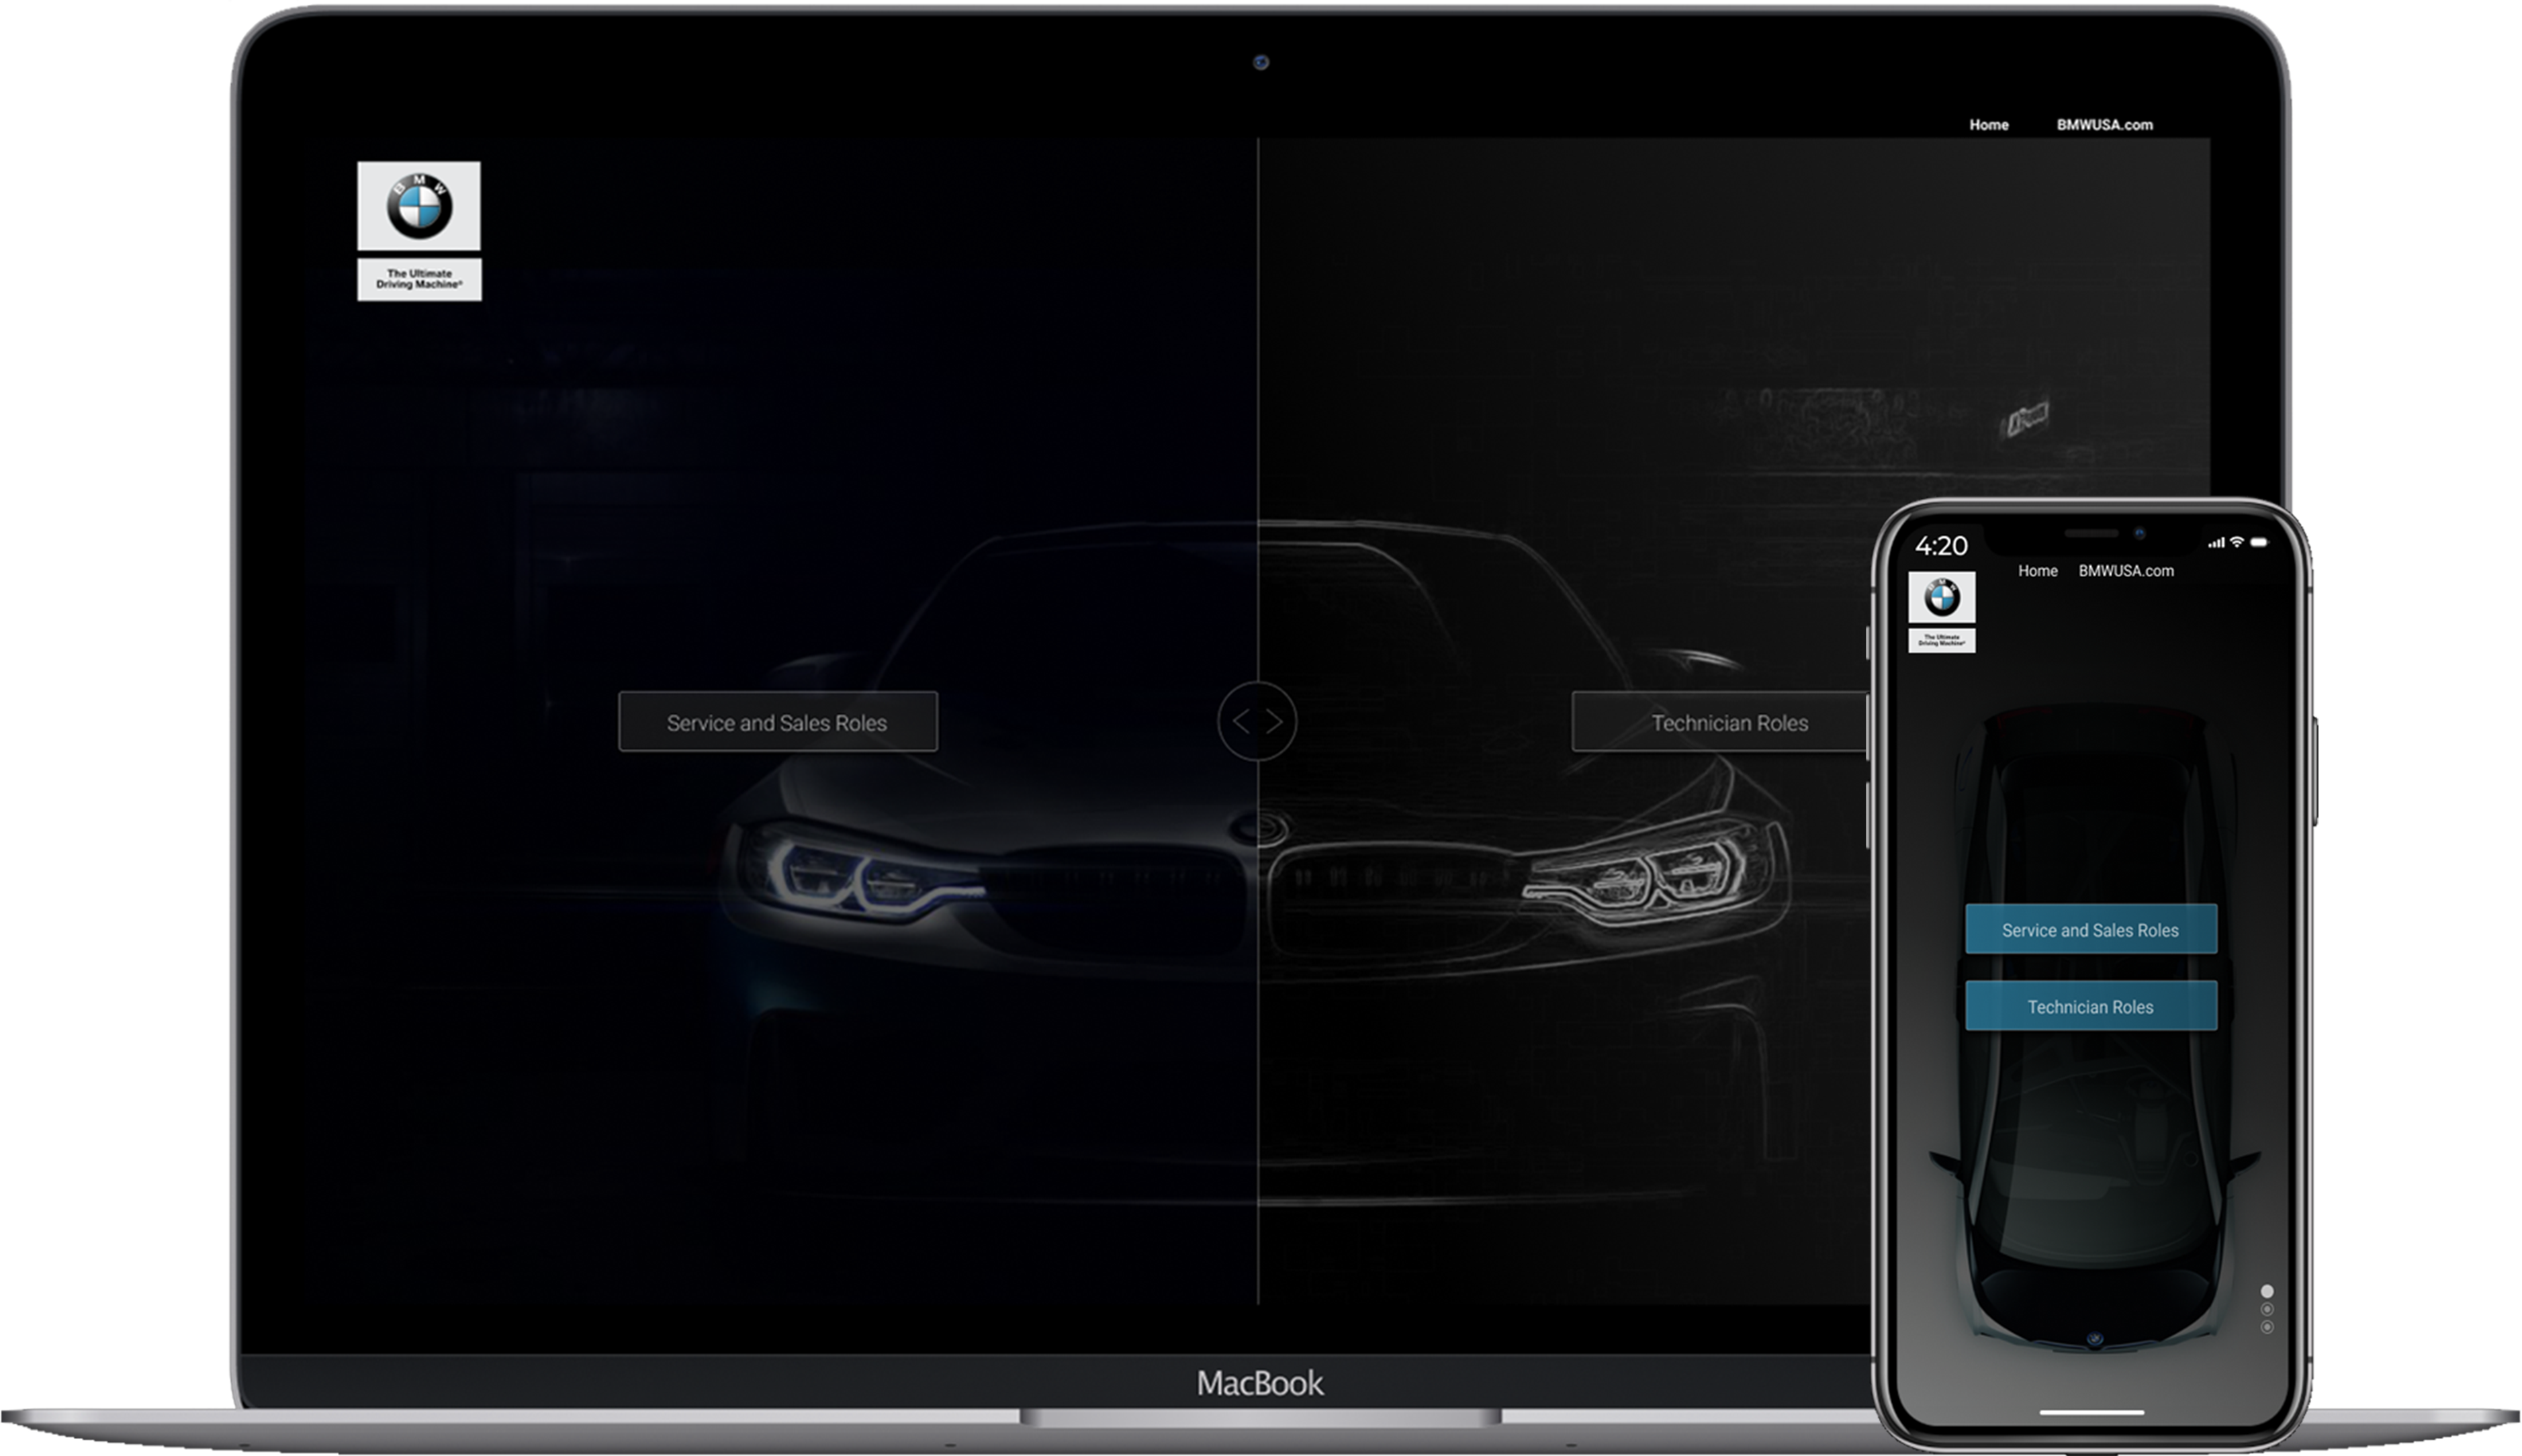 Home BMWUSA.com
BMW
The Ultimate
Driving Machine®
Service and Sales Roles
Technician Roles
MacBook
4:20
Home BMWUSA.com
The Ultimate
Driving Machine®
Service and Sales Roles
Technician Roles